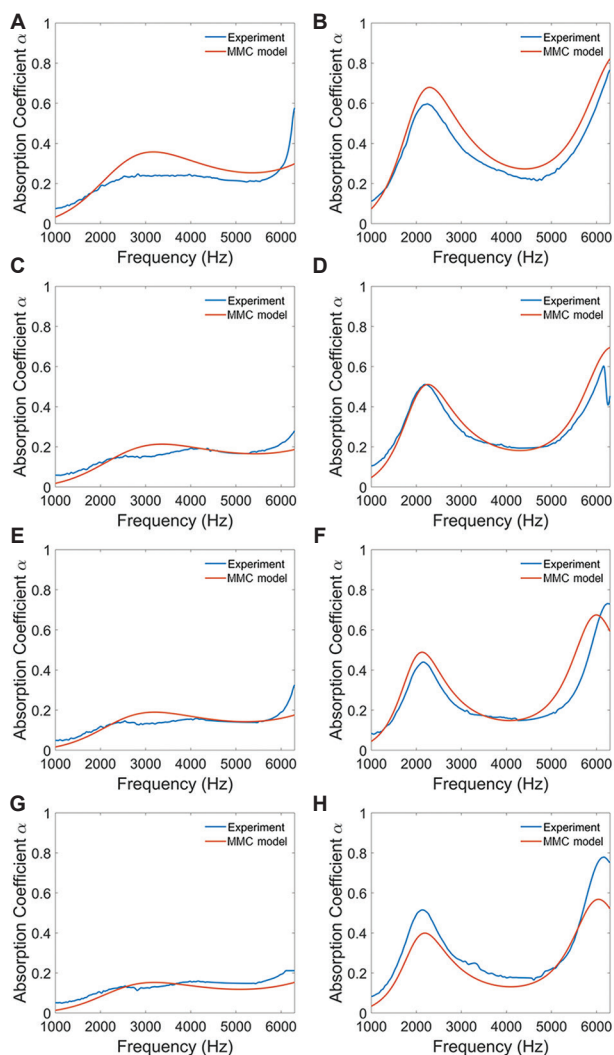 A
Absorption Coefficient α
1
0.8
0.6
0.4
0.2
0
Experiment
MMC model
1000 2000 3000 4000 5000 6000
Frequency (Hz)
B
Absorption Coefficient α
1
0.8
0.6
0.4
0.2
0
Experiment
MMC model
1000 2000 3000 4000 5000 6000
Frequency (Hz)
C
Absorption Coefficient α
1
0.8
0.6
0.4
0.2
0
Experiment
MMC model
1000 2000 3000 4000 5000 6000
Frequency (Hz)
D
Absorption Coefficient α
1
0.8
0.6
0.4
0.2
0
Experiment
MMC model
1000 2000 3000 4000 5000 6000
Frequency (Hz)
E
Absorption Coefficient α
1
0.8
0.6
0.4
0.2
0
Experiment
MMC model
1000 2000 3000 4000 5000 6000
Frequency (Hz)
F
Absorption Coefficient α
1
0.8
0.6
0.4
0.2
0
Experiment
MMC model
1000 2000 3000 4000 5000 6000
Frequency (Hz)
G
Absorption Coefficient α
1
0.8
0.6
0.4
0.2
0
Experiment
MMC model
1000 2000 3000 4000 5000 6000
Frequency (Hz)
H
Absorption Coefficient α
1
0.8
0.6
0.4
0.2
0
Experiment
MMC model
1000 2000 3000 4000 5000 6000
Frequency (Hz)